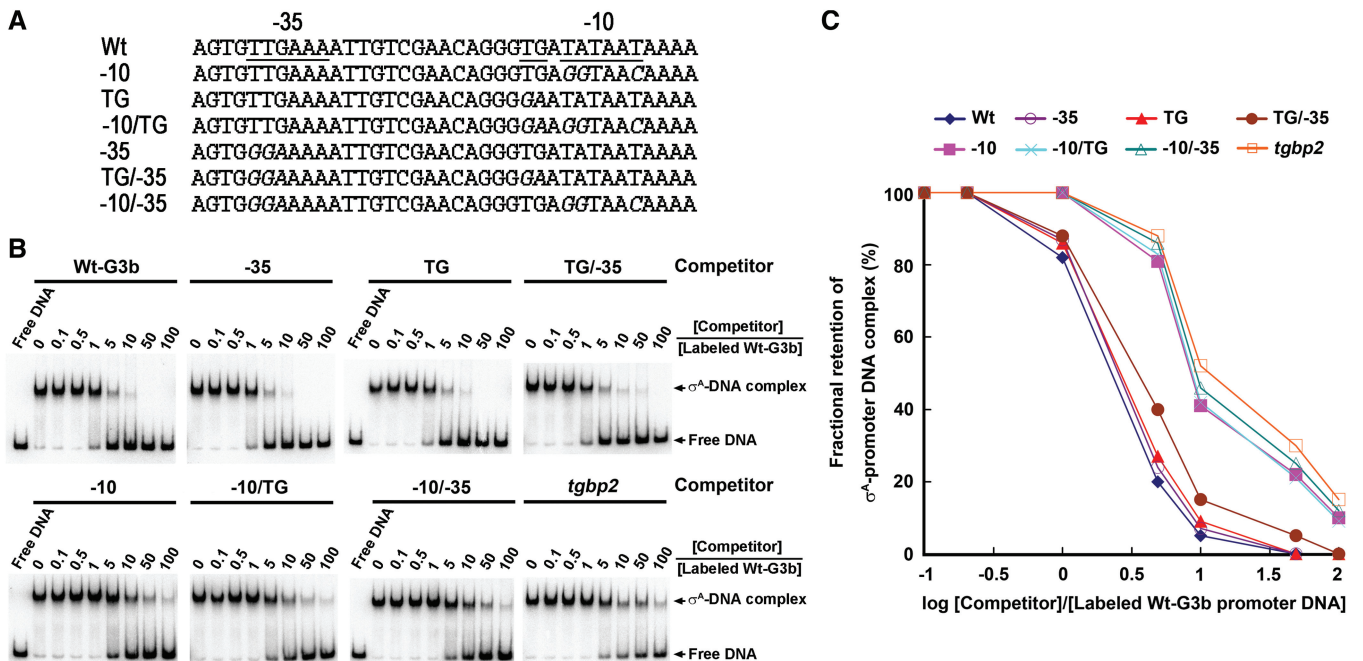 A
-35 -10
Wt AGTGTTGAAAATTGTCGAACAGGGTGATATAATAAAA
-10 AGTGTTGAAAATTGTCGAACAGGGTGAGGTAACAAAA
TG AGTGTTGAAAATTGTCGAACAGGGGAATATAATAAAA
-10/TG AGTGTTGAAAATTGTCGAACAGGGGAAGGTAACAAAA
-35 AGTGGGGAAAATTGTCGAACAGGGTGATATAATAAAA
TG/-35 AGTGGGGAAAATTGTCGAACAGGGGAATATAATAAAA
-10/-35 AGTGGGGAAAATTGTCGAACAGGGTGAGGTAACAAAA
B
Wt-G3b -35 TG TG/-35 Competitor
Free DNA 0 0.1 0.5 1 5 10 50 100 0 0.1 0.5 1 5 10 50 100 Free DNA 0 0.1 0.5 1 5 10 50 100 0 0.1 0.5 1 5 10 50 100
[Competitor]
[Labeled Wt-G3b]
σA-DNA complex
Free DNA
-10 -10/TG -10/-35 tgbp2 Competitor
Free DNA 0 0.1 0.5 1 5 10 50 100 0 0.1 0.5 1 5 10 50 100 Free DNA 0 0.1 0.5 1 5 10 50 100 0 0.1 0.5 1 5 10 50 100
[Competitor]
[Labeled Wt-G3b]
σA-DNA complex
Free DNA
C
Wt -35 TG TG/-35
-10 -10/TG -10/-35 tgbp2
Fractional retention of
σA-promoter DNA complex (%)
100
80
60
40
20
0
-1 -0.5 0 0.5 1 1.5 2
log [Competitor]/[Labeled Wt-G3b promoter DNA]